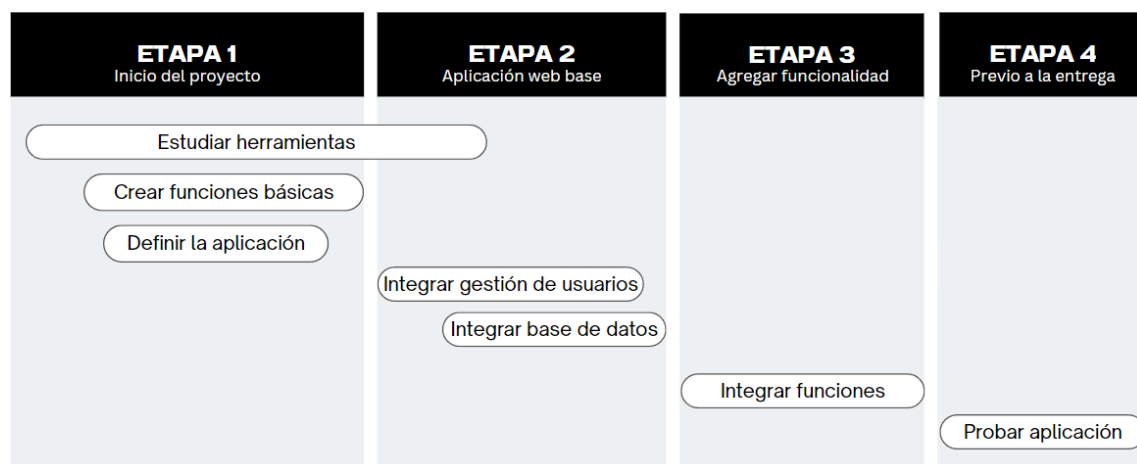 ETAPA 1
Inicio del proyecto
ETAPA 2
Aplicación web base
ETAPA 3
Agregar funcionalidad
ETAPA 4
Previo a la entrega
Estudiar herramientas
Crear funciones básicas
Definir la aplicación
Integrar gestión de usuarios
Integrar base de datos
Integrar funciones
Probar aplicación